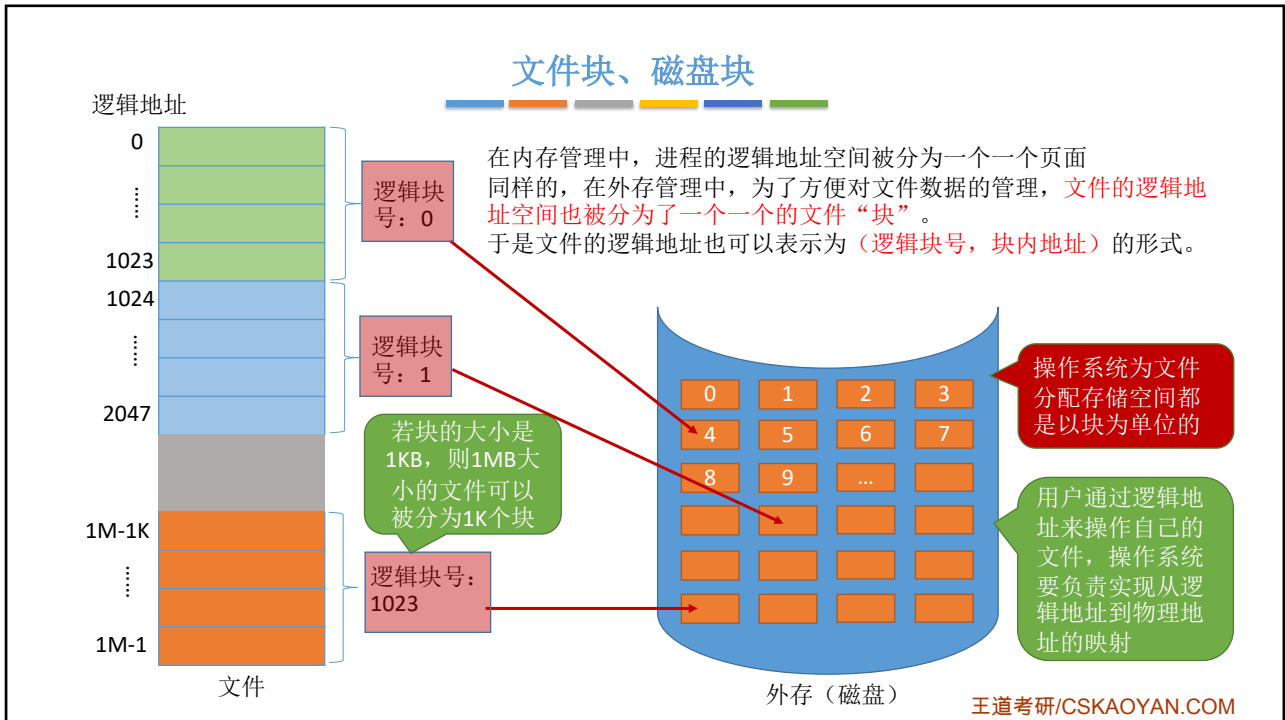 文件块、磁盘块
逻辑地址
0
……
1023
1024
……
2047
1M-1K
……
1M-1
文件
逻辑块
号：0
逻辑块
号：1
若块的大小是
1KB，则1MB大
小的文件可以
被分为1K个块
逻辑块号：
1023
在内存管理中，进程的逻辑地址空间被分为一个一个页面
同样的，在外存管理中，为了方便对文件数据的管理，文件的逻辑地
址空间也被分为了一个一个的文件“块”。
于是文件的逻辑地址也可以表示为（逻辑块号，块内地址）的形式。
0 1 2 3
4 5 6 7
8 9 …
外存（磁盘）
操作系统为文件
分配存储空间都
是以块为单位的
用户通过逻辑地
址来操作自己的
文件，操作系统
要负责实现从逻
辑地址到物理地
址的映射
王道考研/CSKAOYAN.COM